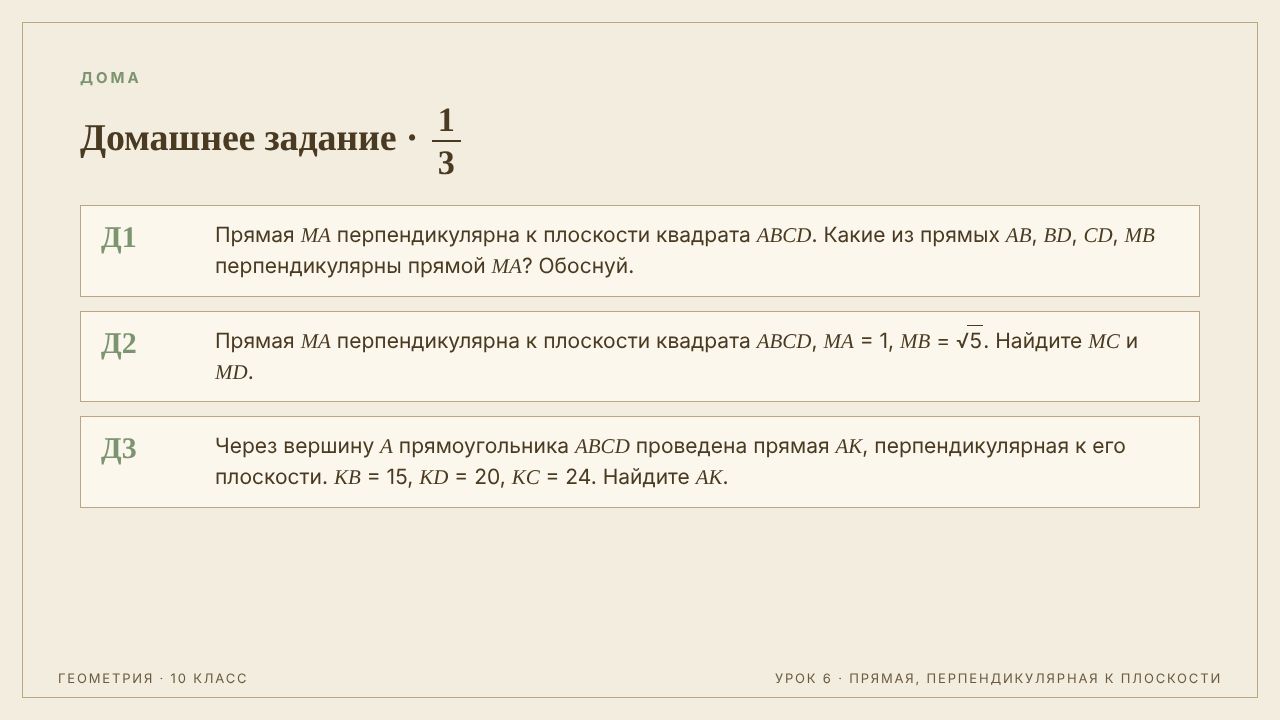 ДОМА
Домашнее задание · 1/3
Д1
Прямая MA перпендикулярна к плоскости квадрата ABCD. Какие из прямых AB, BD, CD, MB
перпендикулярны прямой MA? Обоснуй.
Д2
Прямая MA перпендикулярна к плоскости квадрата ABCD, MA = 1, MB = √5. Найдите MC и
MD.
Д3
Через вершину A прямоугольника ABCD проведена прямая AK, перпендикулярная к его
плоскости. KB = 15, KD = 20, KC = 24. Найдите AK.
ГЕОМЕТРИЯ · 10 КЛАСС
УРОК 6 · ПРЯМАЯ, ПЕРПЕНДИКУЛЯРНАЯ К ПЛОСКОСТИ